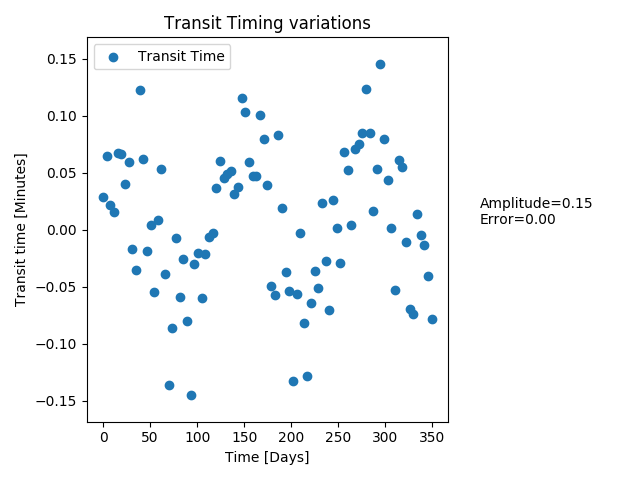 Transit Timing variations
Transit Time
0.15
0.10
0.05
0.00
−0.05
−0.10
−0.15
Transit time [Minutes]
0
50
100
150
200
250
300
350
Time [Days]
Amplitude=0.15
Error=0.00